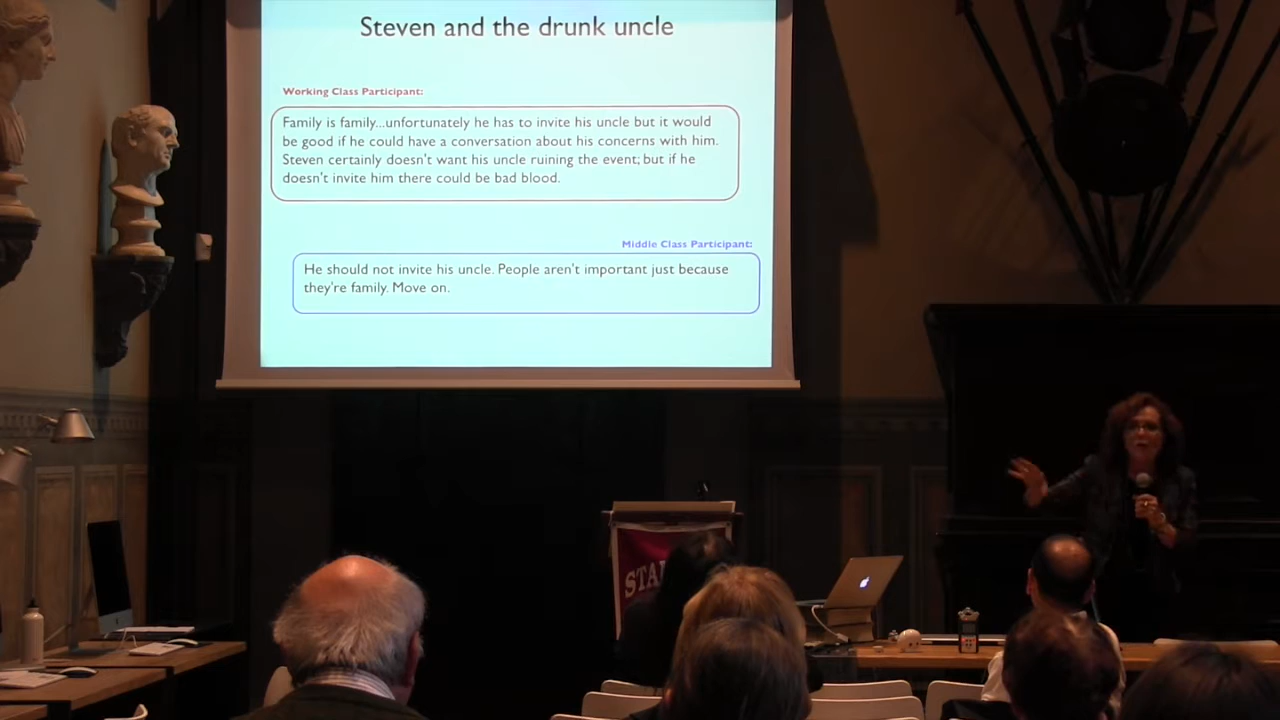 Steven and the drunk uncle
Working Class Participant:
Family is family...unfortunately he has to invite his uncle but it would
be good if he could have a conversation about his concerns with him.
Steven certainly doesn't want his uncle ruining the event; but if he
doesn't invite him there could be bad blood.
Middle Class Participant:
He should not invite his uncle. People aren't important just because
they're family. Move on.